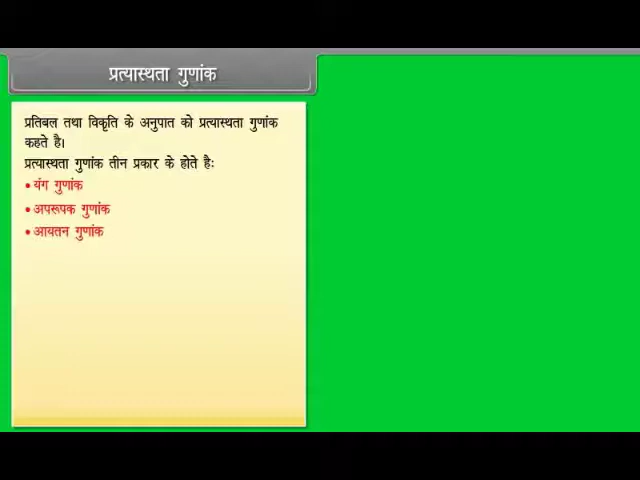 प्रत्यास्थता गुणांक
प्रतिबल तथा विकृति के अनुपात को प्रत्यास्थता गुणांक
कहते है।
प्रत्यास्थता गुणांक तीन प्रकार के होते है:
• यंग गुणांक
• अपरूपक गुणांक
• आयतन गुणांक